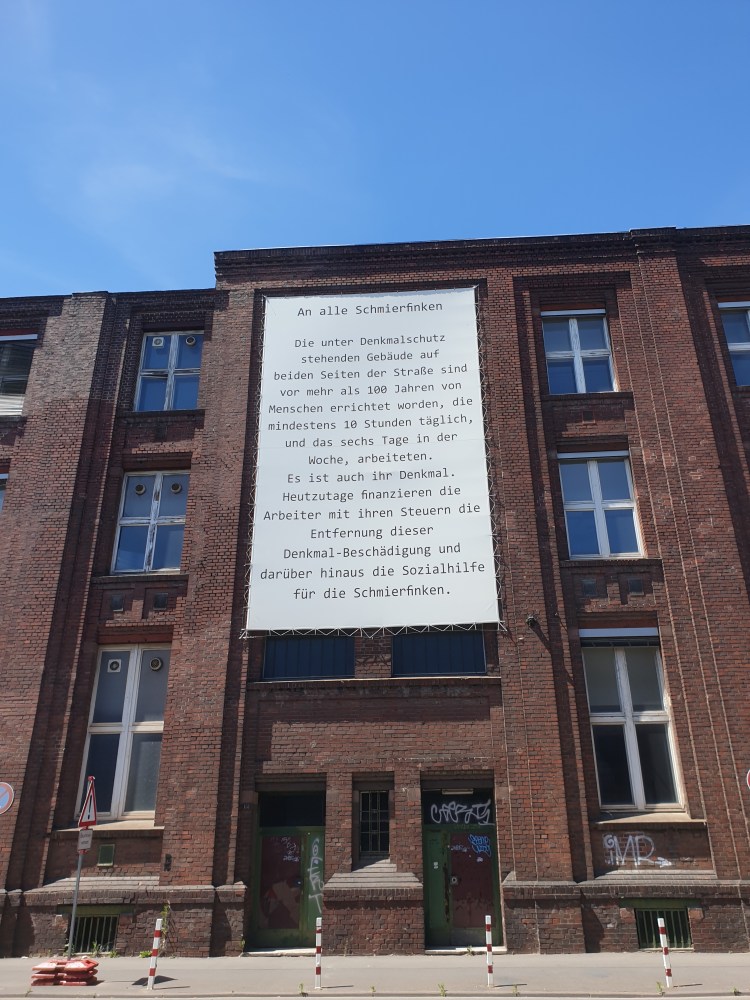 An alle Schmierfinken
Die unter Denkmalschutz
stehenden Gebäude auf
beiden Seiten der Straße sind
vor mehr als 100 Jahren von
Menschen errichtet worden, die
mindestens 10 Stunden täglich,
und das sechs Tage in der
Woche, arbeiteten.
Es ist auch ihr Denkmal.
Heutzutage finanzieren die
Arbeiter mit ihren Steuern die
Entfernung dieser
Denkmal-Beschädigung und
darüber hinaus die Sozialhilfe
für die Schmierfinken.